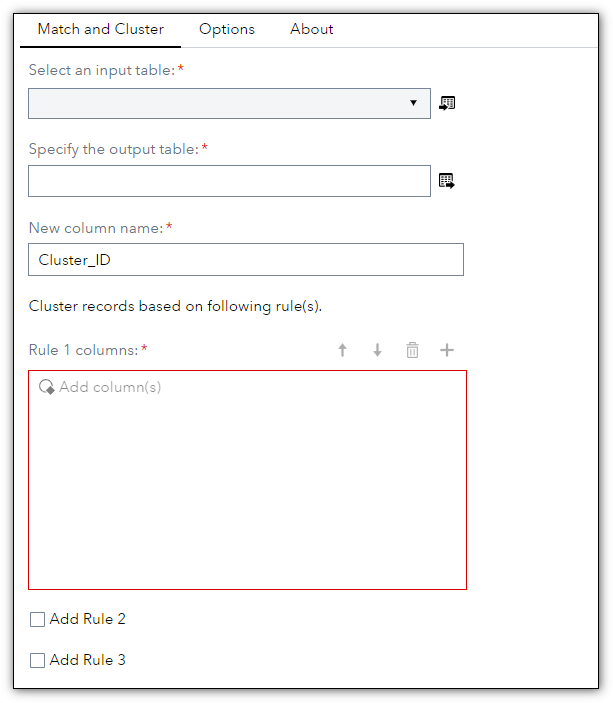 Match and Cluster Options About
Select an input table:*
Specify the output table:*
New column name:*
Cluster_ID
Cluster records based on following rule(s).
Rule 1 columns:*
Add column(s)
Add Rule 2
Add Rule 3